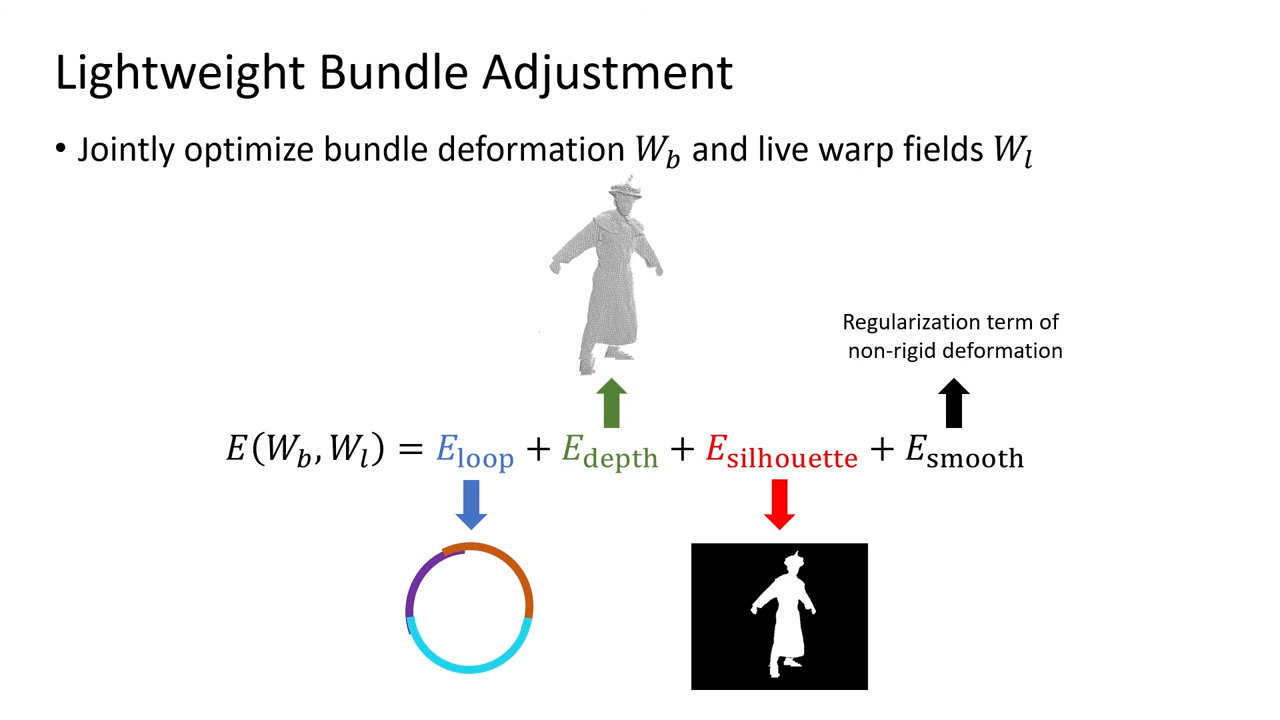 Lightweight Bundle Adjustment
• Jointly optimize bundle deformation W_b and live warp fields W_l
Regularization term of
non-rigid deformation
E(W_b, W_l) = E_loop + E_depth + E_silhouette + E_smooth